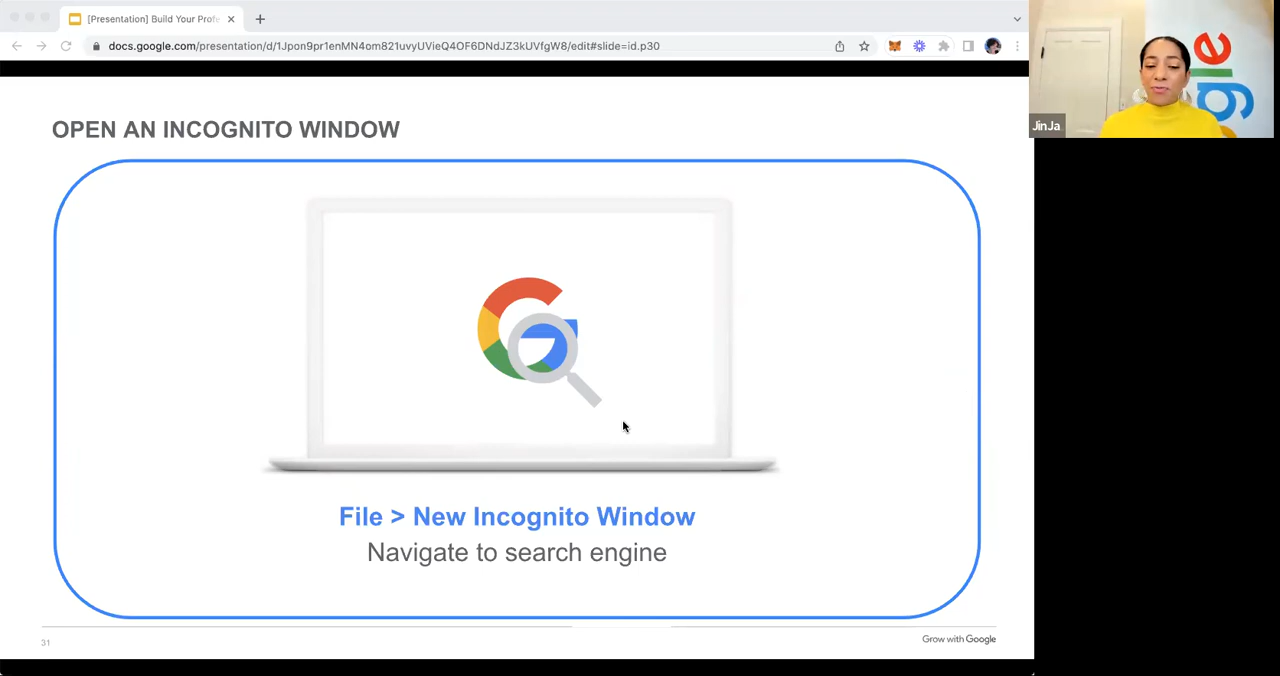 [Presentation] Build Your Profe
docs.google.com/presentation/d/1Jpon9pr1enMN4om821uvyUVieQ4OF6DNdJZ3kUVfgW8/edit#slide=id.p30
JinJa
gle
OPEN AN INCOGNITO WINDOW
File > New Incognito Window
Navigate to search engine
31
Grow with Google